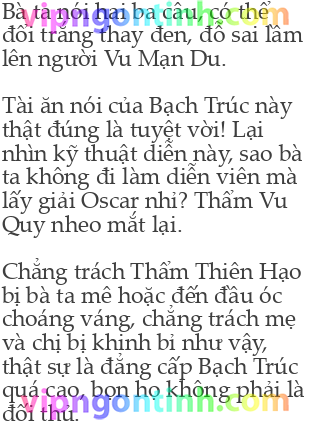 Bà ta nói hai ba câu, có thể
đổi trắng thay đen, đổ sai lầm
lên người Vu Mạn Du.
Tài ăn nói của Bạch Trúc này
thật đúng là tuyệt vời! Lại
nhìn kỹ thuật diễn này, sao bà
ta không đi làm diễn viên mà
lấy giải Oscar nhỉ? Thẩm Vu
Quy nheo mắt lại.
Chẳng trách Thẩm Thiên Hạo
bị bà ta mê hoặc đến đầu óc
choáng váng, chẳng trách mẹ
và chị bị khinh bỉ như vậy,
thật sự là đẳng cấp Bạch Trúc
quá cao, bọn họ không phải là
đối thủ.
vipngontinh.com
vipngontinh.com